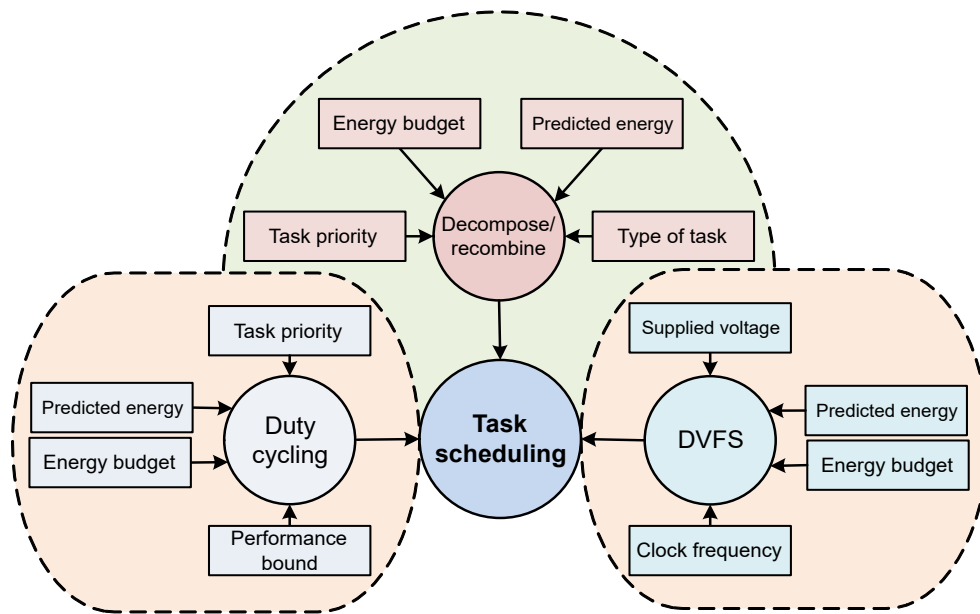 Energy budget
Predicted energy
Task priority
Decompose/
recombine
Type of task
Task priority
Predicted energy
Energy budget
Duty
cycling
Performance
bound
Task
scheduling
Supplied voltage
DVFS
Predicted energy
Energy budget
Clock frequency